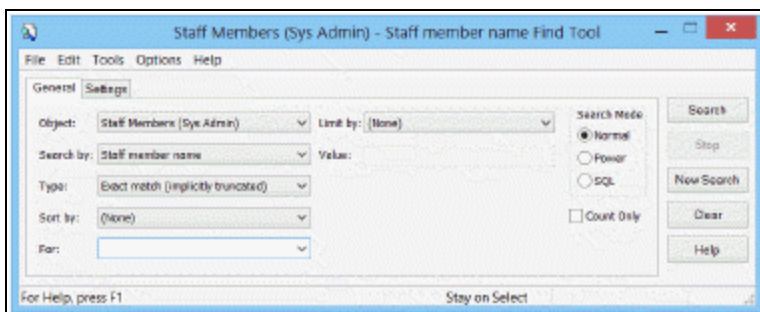 Staff Members (Sys Admin) - Staff member name Find Tool
File Edit Tools Options Help
General Settings
Object: Staff Members (Sys Admin) Limit by: (None) Search Mode Search
Normal
Search by: Staff member name Value: Power Stop
Type: Exact match (implicitly truncated) SQL New Search
Sort by: (None) Count Only Clear
For: Help
For Help, press F1 Stay on Select